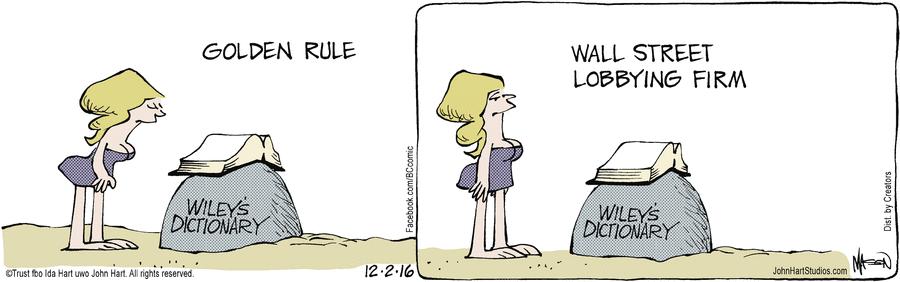 GOLDEN RULE
WILEY'S
DICTIONARY
©Trust fbo Ida Hart uwo John Hart. All rights reserved.
12·2·16
Facebook.com/BCcomic
WALL STREET
LOBBYING FIRM
WILEY'S
DICTIONARY
Dist. by Creators
JohnHartStudios.com
MASON